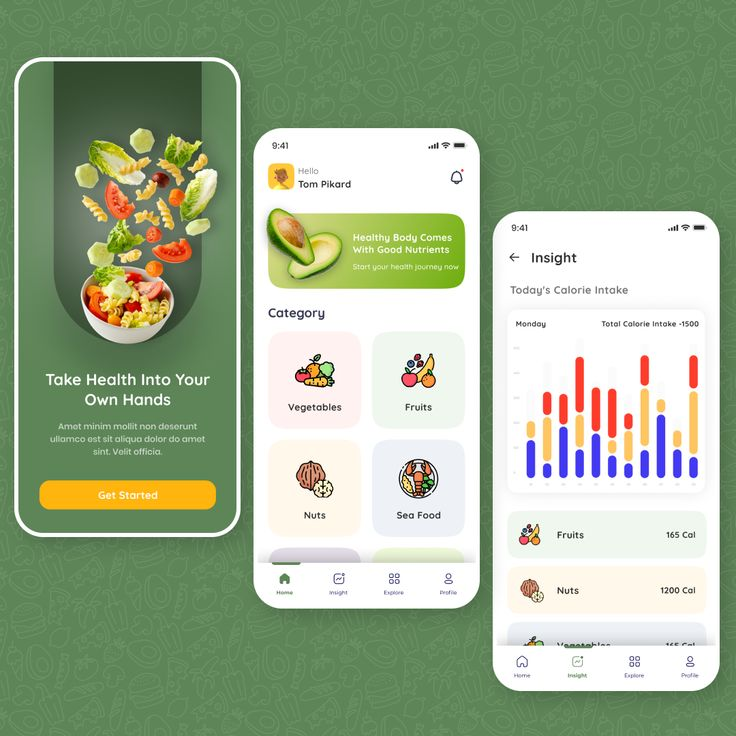 Take Health Into Your
Own Hands
Amet minim mollit non deserunt
ullamco est sit aliqua dolor do amet
sint. Velit officia.
Get Started
9:41
Hello
Tom Pikard
Healthy Body Comes
With Good Nutrients
Start your health journey now
Category
Vegetables
Fruits
Nuts
Sea Food
Home
Insight
Explore
Profile
9:41
Insight
Today's Calorie Intake
Monday
Total Calorie Intake -1500
Fruits
165 Cal
Nuts
1200 Cal
Vegetables
165 Cal
Home
Insight
Explore
Profile